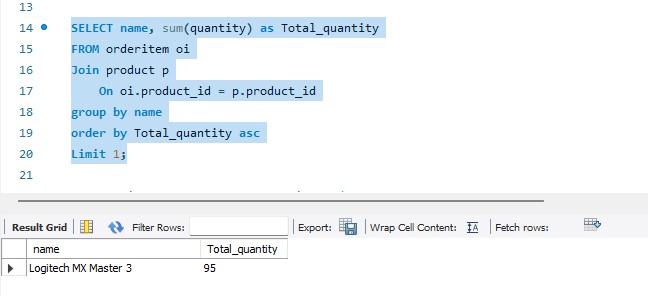 13
14 SELECT name, sum(quantity) as Total_quantity
15 FROM orderitem oi
16 Join product p
17 On oi.product_id = p.product_id
18 group by name
19 order by Total_quantity asc
20 Limit 1;
21
Result Grid Filter Rows: Export: Wrap Cell Content: Fetch rows:
name Total_quantity
Logitech MX Master 3 95